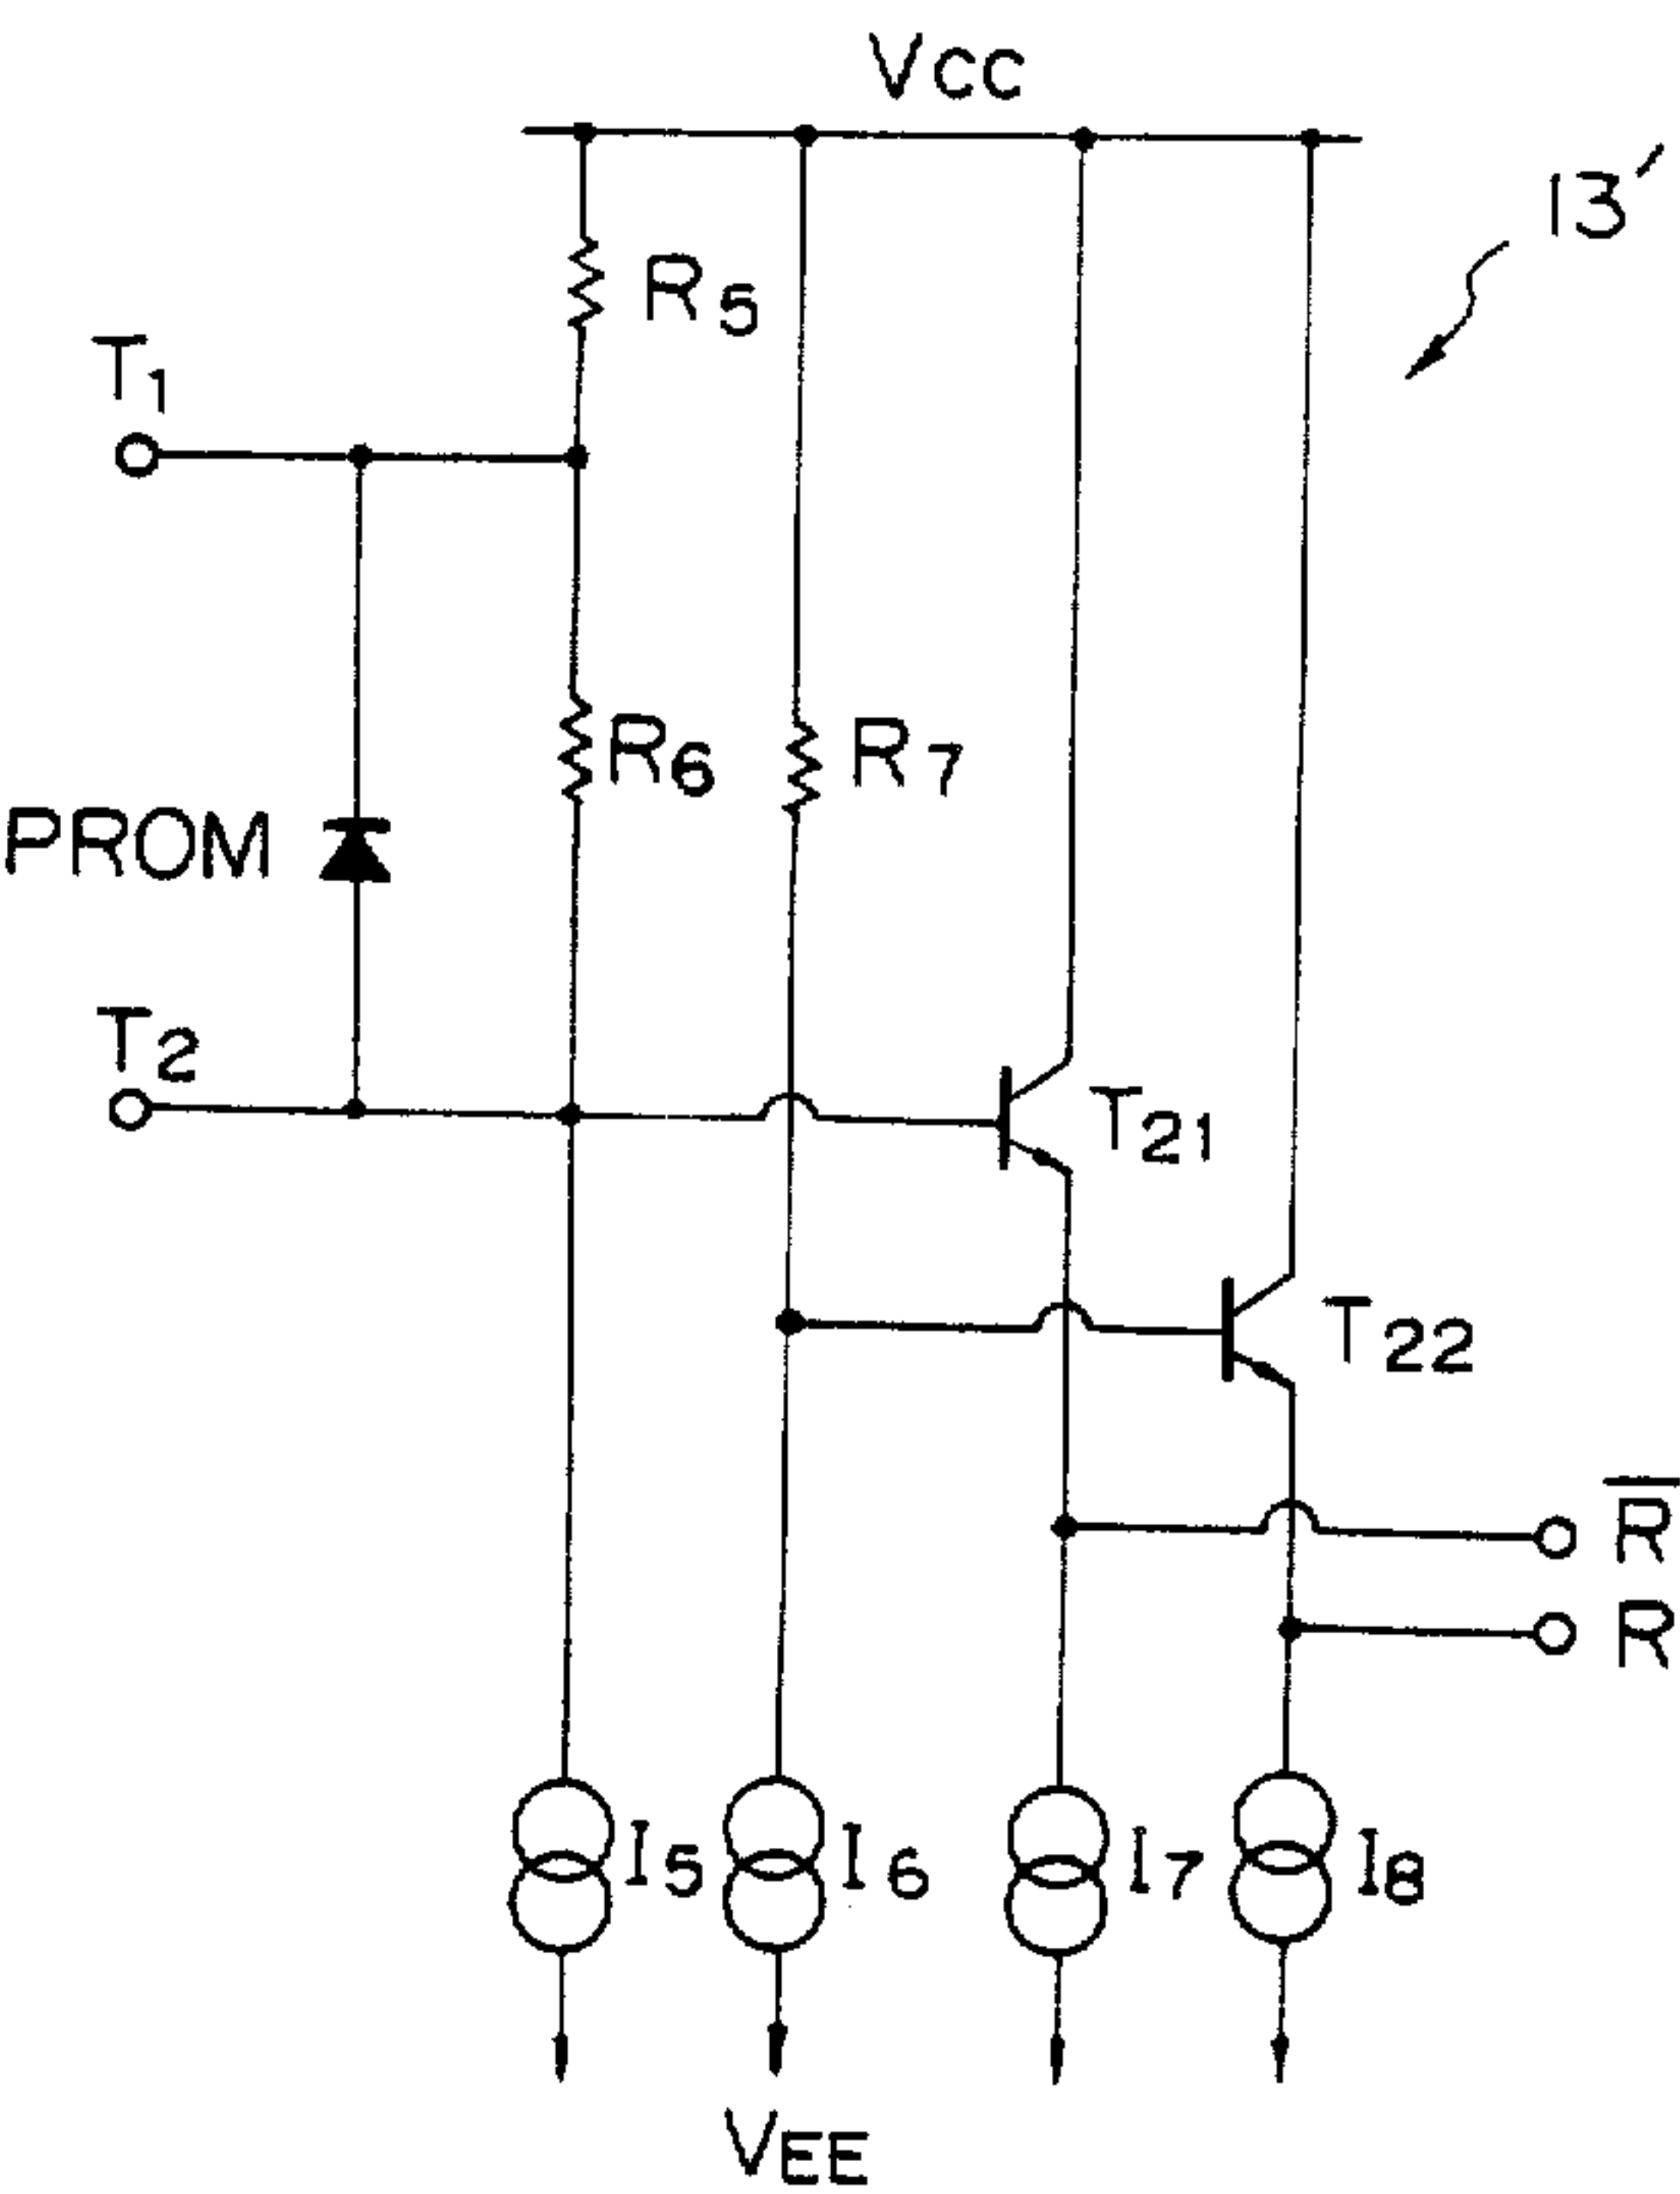 VCC
13'
R5
T1
R6
R7
PROM
T2
T21
T22
R̅
R
I5
I6
I7
I8
VEE